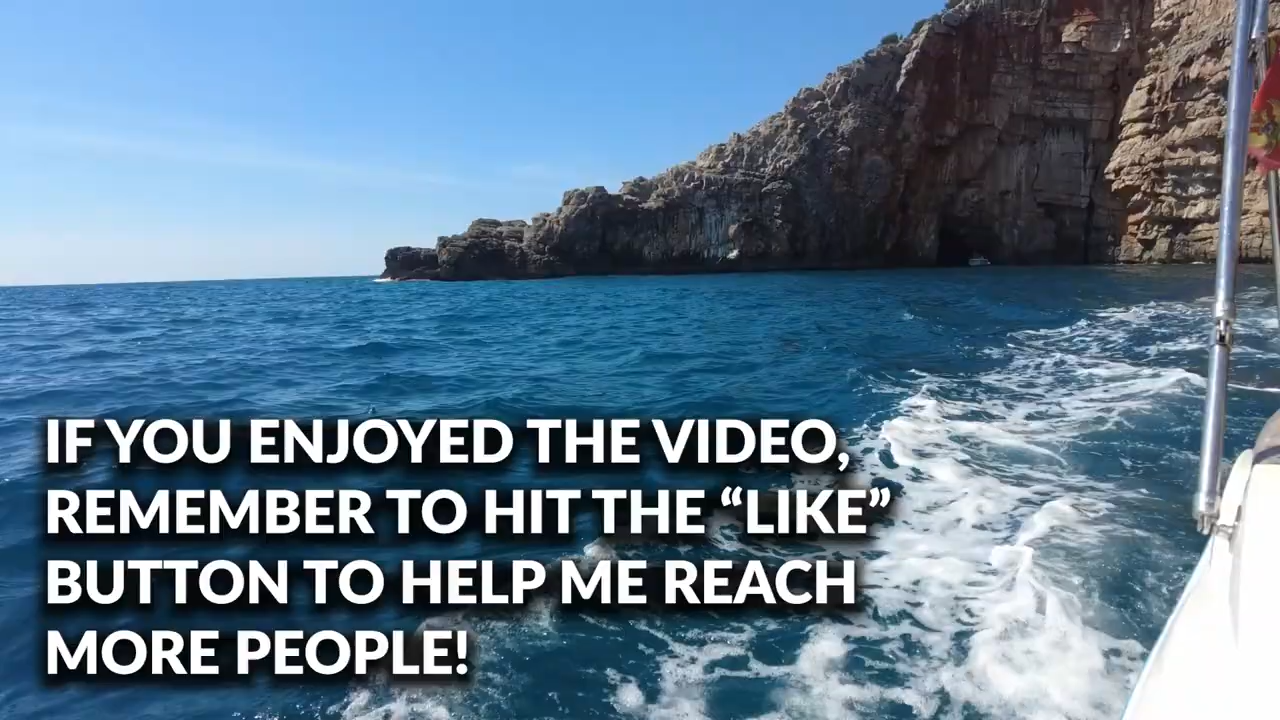 IF YOU ENJOYED THE VIDEO,
REMEMBER TO HIT THE “LIKE”
BUTTON TO HELP ME REACH
MORE PEOPLE!